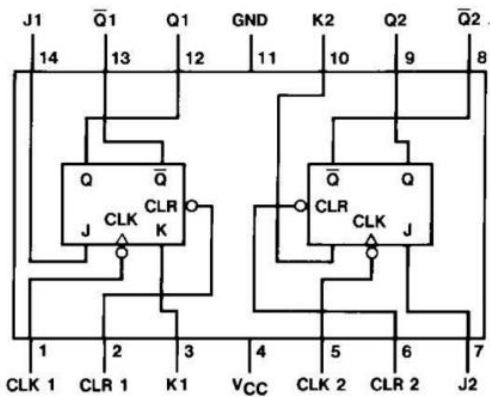 J1 Q̅1 Q1 GND K2 Q2 Q̅2
14 13 12 11 10 9 8
Q Q̅ Q̅ Q
CLR CLR
CLK CLK
J K J
1 2 3 4 5 6 7
CLK 1 CLR 1 K1 VCC CLK 2 CLR 2 J2